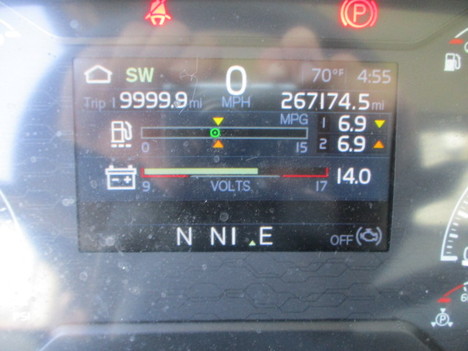 P
SW 0 70°F 4:55
Trip 1 9999.9 mi MPH 267174.5 mi
MPG 1 6.9
2 6.9
0 15
14.0
9 VOLTS 17
N NI E OFF
P